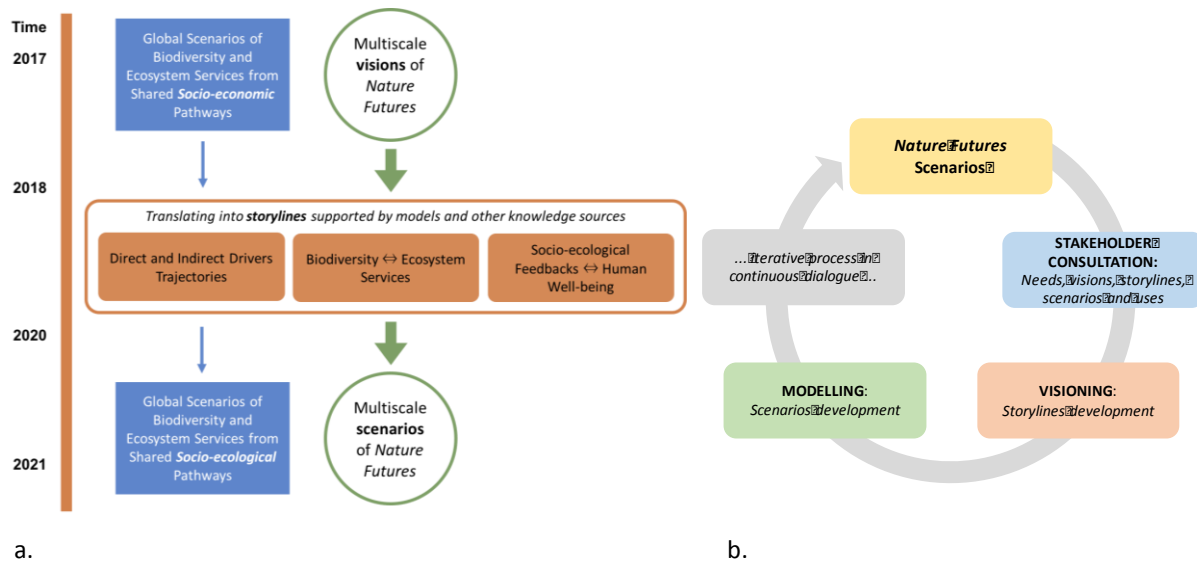 Time
2017
2018
2020
2021
Global Scenarios of
Biodiversity and
Ecosystem Services from
Shared Socio-economic
Pathways
Multiscale
visions of
Nature
Futures
Translating into storylines supported by models and other knowledge sources
Direct and Indirect Drivers
Trajectories
Biodiversity ⇔ Ecosystem
Services
Socio-ecological
Feedbacks ⇔ Human
Well-being
Global Scenarios of
Biodiversity and
Ecosystem Services from
Shared Socio-ecological
Pathways
Multiscale
scenarios
of Nature
Futures
a.
Nature Futures
Scenarios
STAKEHOLDER
CONSULTATION:
Needs, visions, storylines,
scenarios and uses
VISIONING:
Storylines development
MODELLING:
Scenarios development
... iterative process in
continuous dialogue ...
b.